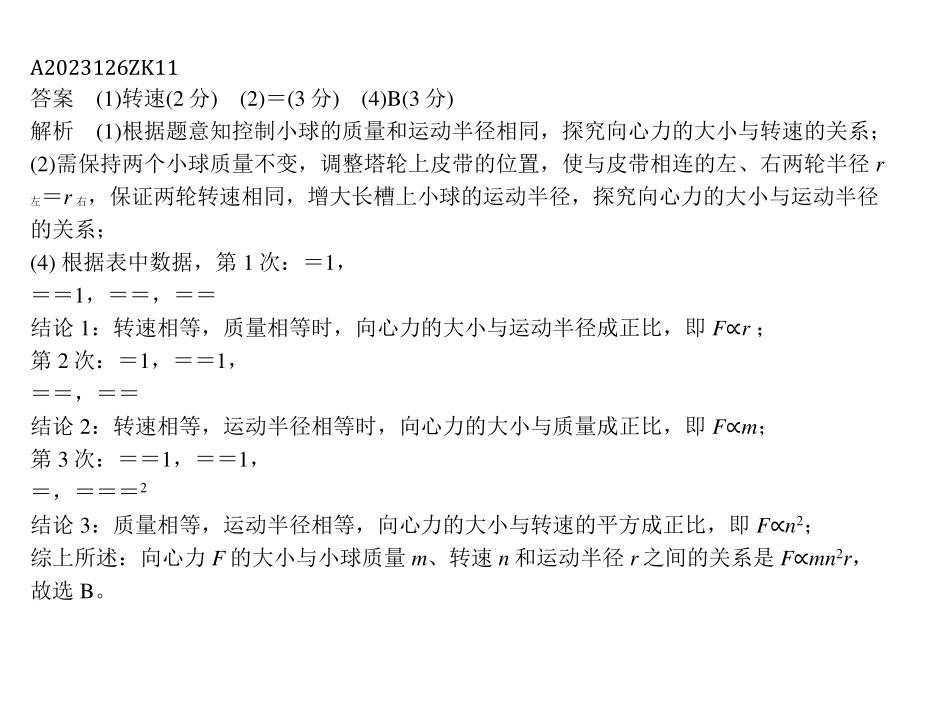 A2023126ZK11
答案　(1)转速(2 分)　(2)＝(3 分)　(4)B(3 分)
解析　(1)根据题意知控制小球的质量和运动半径相同，探究向心力的大小与转速的关系；
(2)需保持两个小球质量不变，调整塔轮上皮带的位置，使与皮带相连的左、右两轮半径 r
左＝r 右，保证两轮转速相同，增大长槽上小球的运动半径，探究向心力的大小与运动半径
的关系；
(4) 根据表中数据，第 1 次：＝1，
＝＝1，＝＝，＝＝
结论 1：转速相等，质量相等时，向心力的大小与运动半径成正比，即 F∝r ；
第 2 次：＝1，＝＝1，
＝＝，＝＝
结论 2：转速相等，运动半径相等时，向心力的大小与质量成正比，即 F∝m；
第 3 次：＝＝1，＝＝1，
＝，＝＝＝²
结论 3：质量相等，运动半径相等，向心力的大小与转速的平方成正比，即 F∝n²；
综上所述：向心力 F 的大小与小球质量 m、转速 n 和运动半径 r 之间的关系是 F∝mn²r，
故选 B。